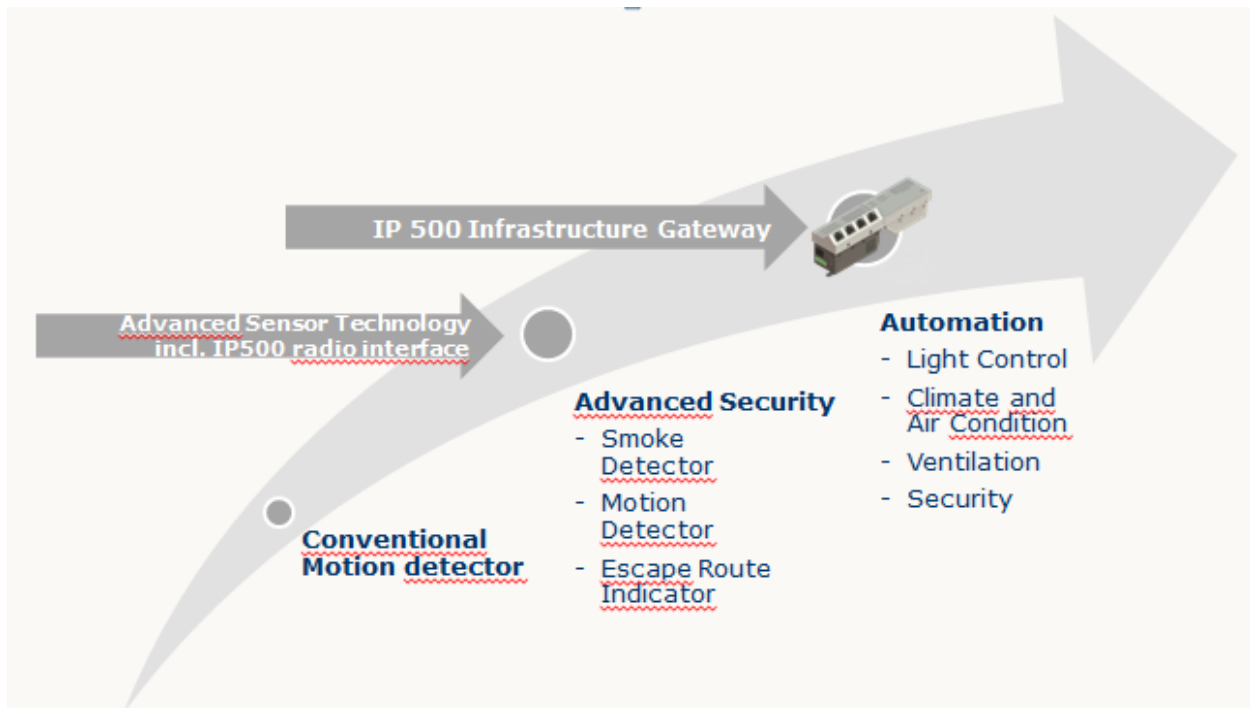 IP 500 Infrastructure Gateway
Advanced Sensor Technology
incl. IP500 radio interface
Automation
- Light Control
- Climate and
Air Condition
- Ventilation
- Security
Advanced Security
- Smoke
Detector
- Motion
Detector
- Escape Route
Indicator
Conventional
Motion detector